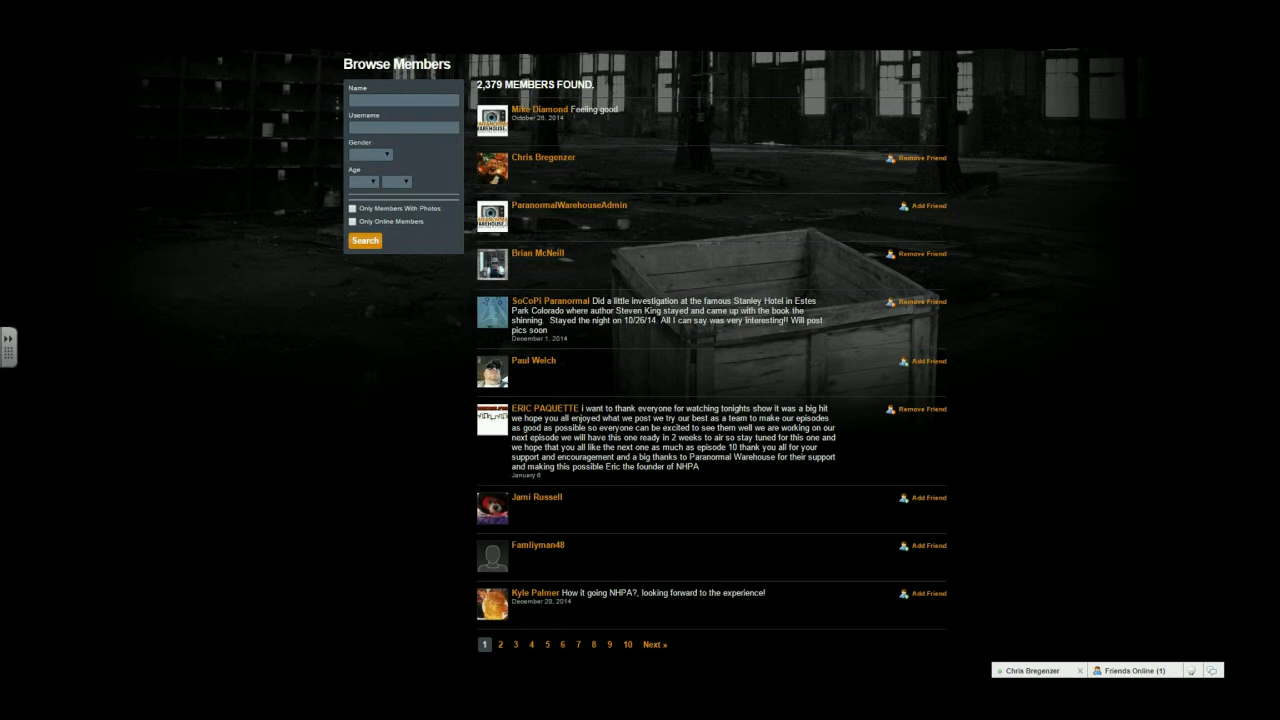 Browse Members
Name
Username
Gender
Age
Only Members With Photos
Only Online Members
Search
2,379 MEMBERS FOUND.
Mike Diamond Feeling good
October 26, 2014
Chris Bregenzer
Remove Friend
ParanormalWarehouseAdmin
Add Friend
Brian McNeill
Remove Friend
SoCoPi Paranormal Did a little investigation at the famous Stanley Hotel in Estes
Remove Friend
Park Colorado where author Steven King stayed and came up with the book the
shinning. Stayed the night on 10/26/14. All I can say was very interesting!! Will post
pics soon
December 1, 2014
Paul Welch
Add Friend
ERIC PAQUETTE i want to thank everyone for watching tonights show it was a big hit
Remove Friend
we hope you all enjoyed what we post we try our best as a team to make our episodes
as good as possible so everyone can be excited to see them well we are working on our
next episode we will have this one ready in 2 weeks to air so stay tuned for this one and
we hope that you all like the next one as much as episode 10 thank you all for your
support and encouragement and a big thanks to Paranormal Warehouse for their support
and making this possible Eric the founder of NHPA
January 6
Jami Russell
Add Friend
Famliyman48
Add Friend
Kyle Palmer How it going NHPA?, looking forward to the experience!
Add Friend
December 20, 2014
1 2 3 4 5 6 7 8 9 10 Next »
Chris Bregenzer
Friends Online (1)